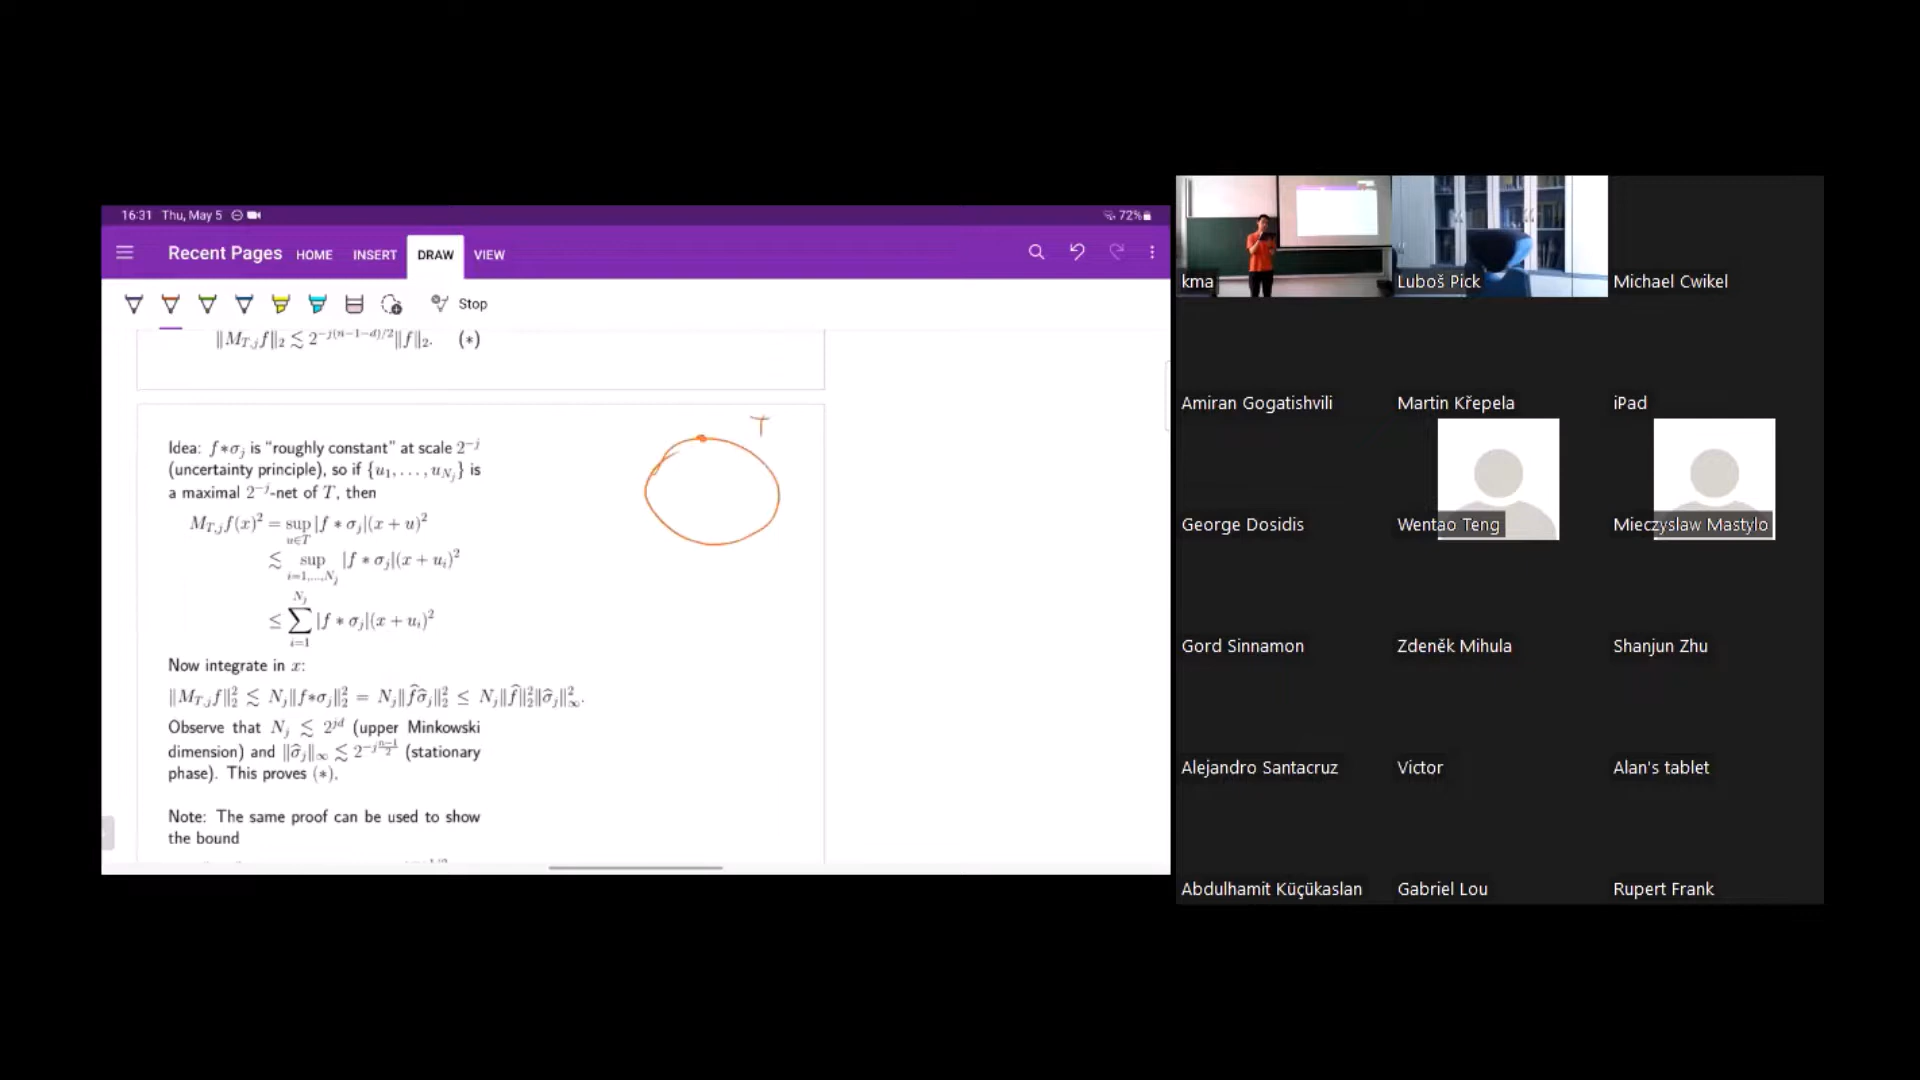 16:31 Thu, May 5
72%
Recent Pages HOME INSERT DRAW VIEW
Stop
‖M_{T,j}f‖₂ ≲ 2^{-j(n-1-d)/2}‖f‖₂. (∗)
T
Idea: f∗σ_j is “roughly constant” at scale 2^{-j}
(uncertainty principle), so if {u₁, . . . , u_{N_j}} is
a maximal 2^{-j}-net of T, then
M_{T,j}f(x)² = sup_{u∈T} |f ∗ σ_j|(x + u)²
≲ sup_{i=1,...,N_j} |f ∗ σ_j|(x + u_i)²
≤ ∑_{i=1}^{N_j} |f ∗ σ_j|(x + u_i)²
Now integrate in x:
‖M_{T,j}f‖₂² ≲ N_j‖f∗σ_j‖₂² = N_j‖f̂σ̂_j‖₂² ≤ N_j‖f̂‖₂²‖σ̂_j‖_∞².
Observe that N_j ≲ 2^{jd} (upper Minkowski
dimension) and ‖σ̂_j‖_∞ ≲ 2^{-j\frac{n-1}{2}} (stationary
phase). This proves (∗).
Note: The same proof can be used to show
the bound
kma
Luboš Pick
Michael Cwikel
Amiran Gogatishvili
Martin Křepela
iPad
George Dosidis
Wentao Teng
Mieczyslaw Mastylo
Gord Sinnamon
Zdeněk Mihula
Shanjun Zhu
Alejandro Santacruz
Victor
Alan's tablet
Abdulhamit Küçükaslan
Gabriel Lou
Rupert Frank